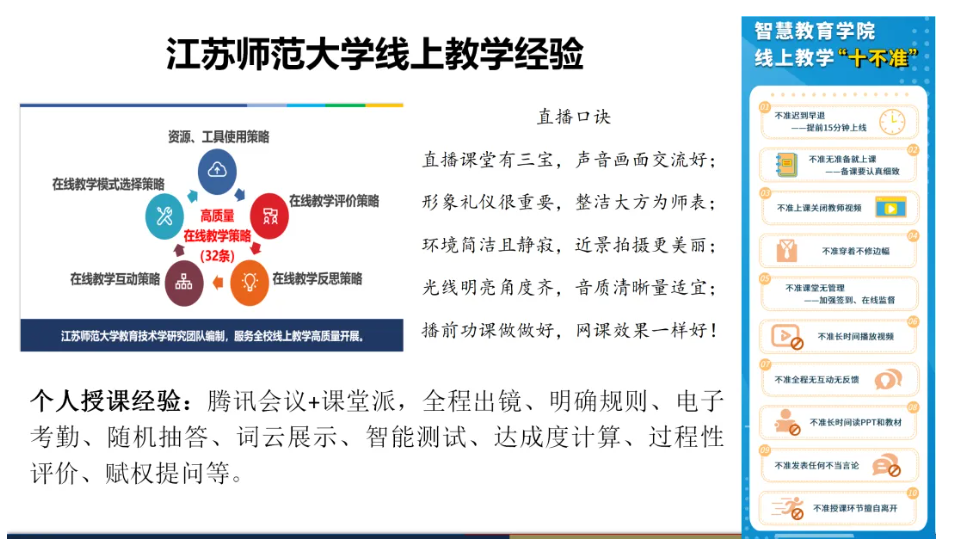 江苏师范大学线上教学经验
资源、工具使用策略
在线教学模式选择策略
在线教学评价策略
高质量
在线教学策略
(32条)
在线教学互动策略
在线教学反思策略
江苏师范大学教育技术学研究团队编制，服务全校线上教学高质量开展。
直播口诀
直播课堂有三宝，声音画面交流好；
形象礼仪很重要，整洁大方为师表；
环境简洁且静寂，近景拍摄更美丽；
光线明亮角度齐，音质清晰量适宜；
播前功课做做好，网课效果一样好！
个人授课经验：腾讯会议+课堂派，全程出镜、明确规则、电子
考勤、随机抽答、词云展示、智能测试、达成度计算、过程性
评价、赋权提问等。
智慧教育学院
线上教学“十不准”
01
不准迟到早退
——提前15分钟上线
02
不准无准备就上课
——备课要认真细致
03
不准上课关闭教师视频
04
不准穿着不修边幅
05
不准课堂无管理
——加强签到、在线监督
06
不准长时间播放视频
07
不准全程无互动无反馈
08
不准长时间读PPT和教材
09
不准发表任何不当言论
10
不准授课环节擅自离开